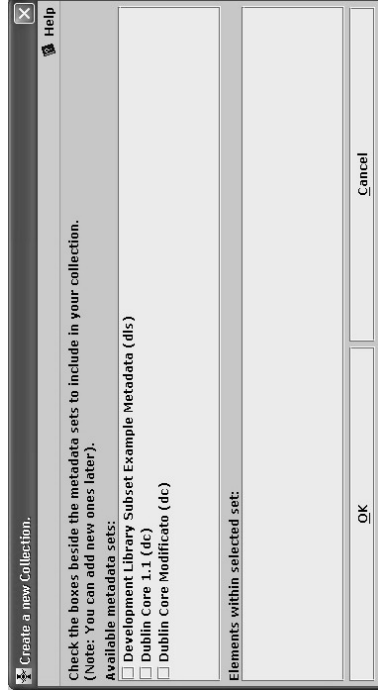 Create a new Collection.
Help
Check the boxes beside the metadata sets to include in your collection.
(Note: You can add new ones later).
Available metadata sets:
Development Library Subset Example Metadata (dls)
Dublin Core 1.1 (dc)
Dublin Core Modificato (dc)
Elements within selected set:
OK
Cancel